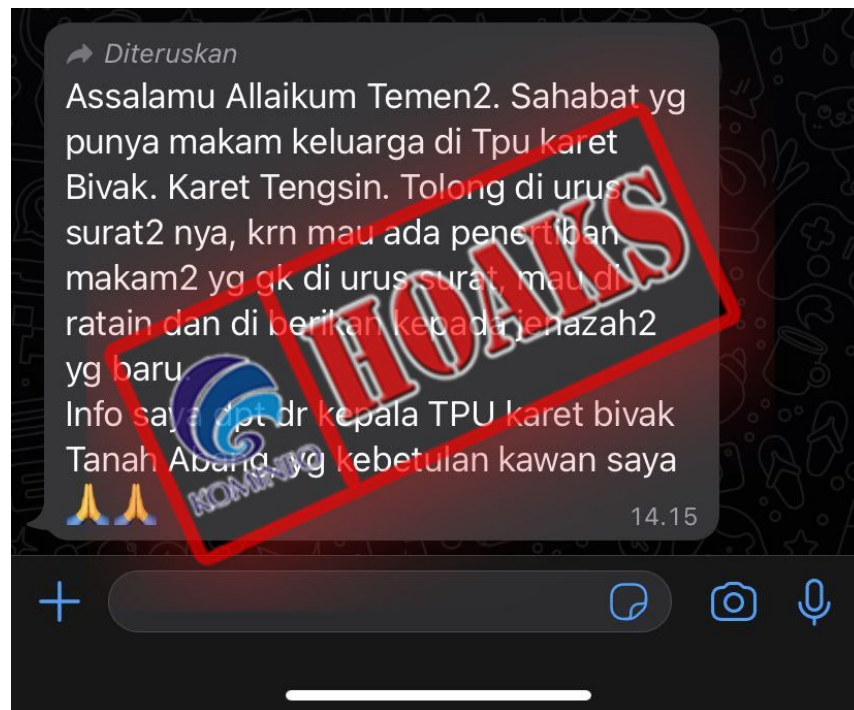 Diteruskan
Assalamu Allaikum Temen2. Sahabat yg
punya makam keluarga di Tpu karet
Bivak. Karet Tengsin. Tolong di urus
surat2 nya, krn mau ada penertiban
makam2 yg gk di urus surat, mau di
ratain dan di berikan kepada jenazah2
yg baru.
Info saya dpt dr kepala TPU karet bivak
Tanah Abang yg kebetulan kawan saya
🙏🙏
14.15
KOMINFO
HOAKS